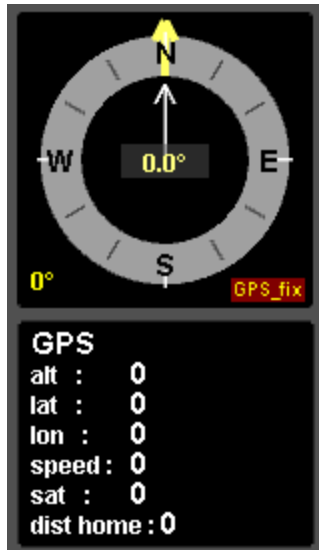 N
W 0.0° E
S
0° GPS_fix
GPS
alt : 0
lat : 0
lon : 0
speed : 0
sat : 0
dist home : 0